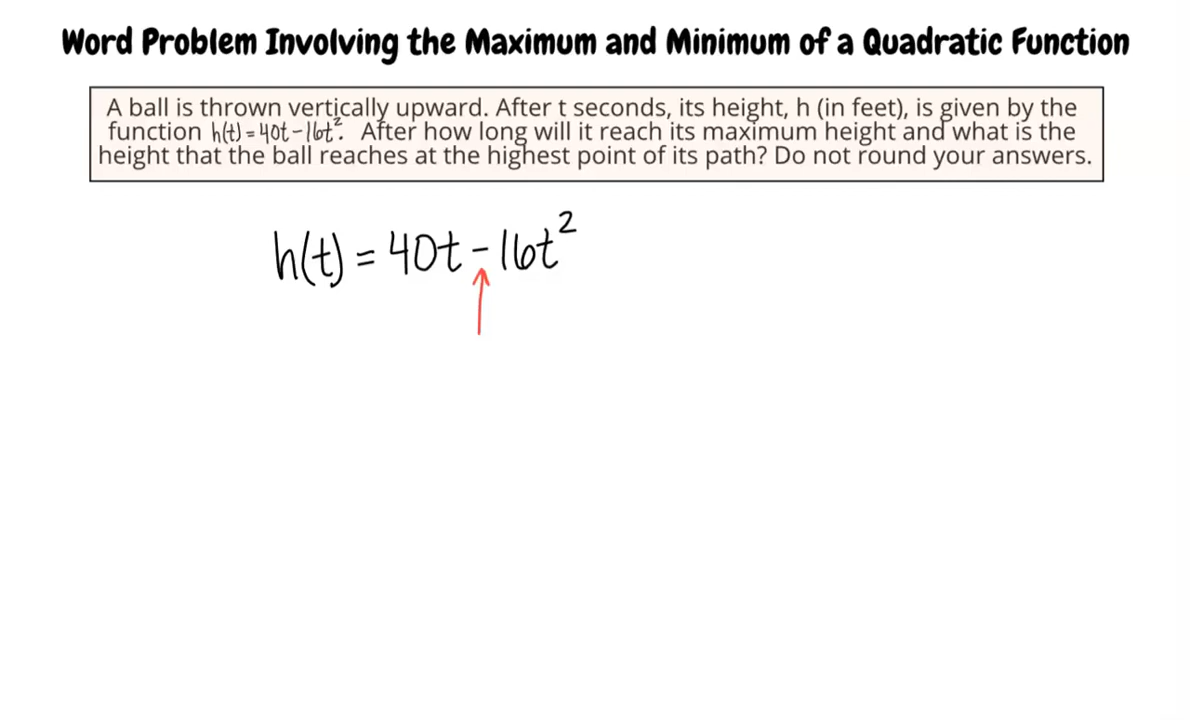 Word Problem Involving the Maximum and Minimum of a Quadratic Function
A ball is thrown vertically upward. After t seconds, its height, h (in feet), is given by the
function h(t) = 40t - 16t². After how long will it reach its maximum height and what is the
height that the ball reaches at the highest point of its path? Do not round your answers.
h(t) = 40t - 16t²